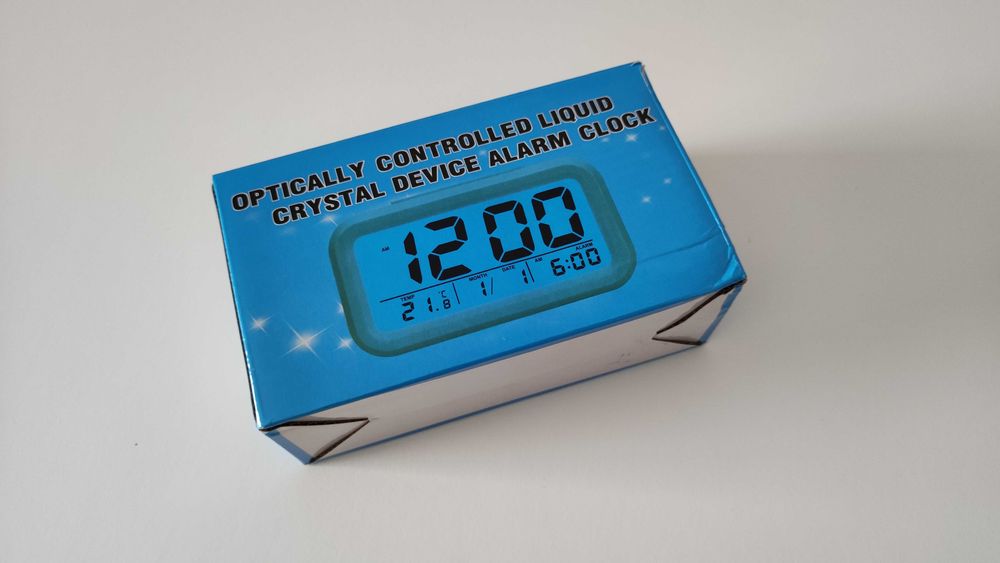 OPTICALLY CONTROLLED LIQUID
CRYSTAL DEVICE ALARM CLOCK
AM 12:00
TEMP MONTH DATE AM ALARM
21.8 °C 1/ 1 6:00